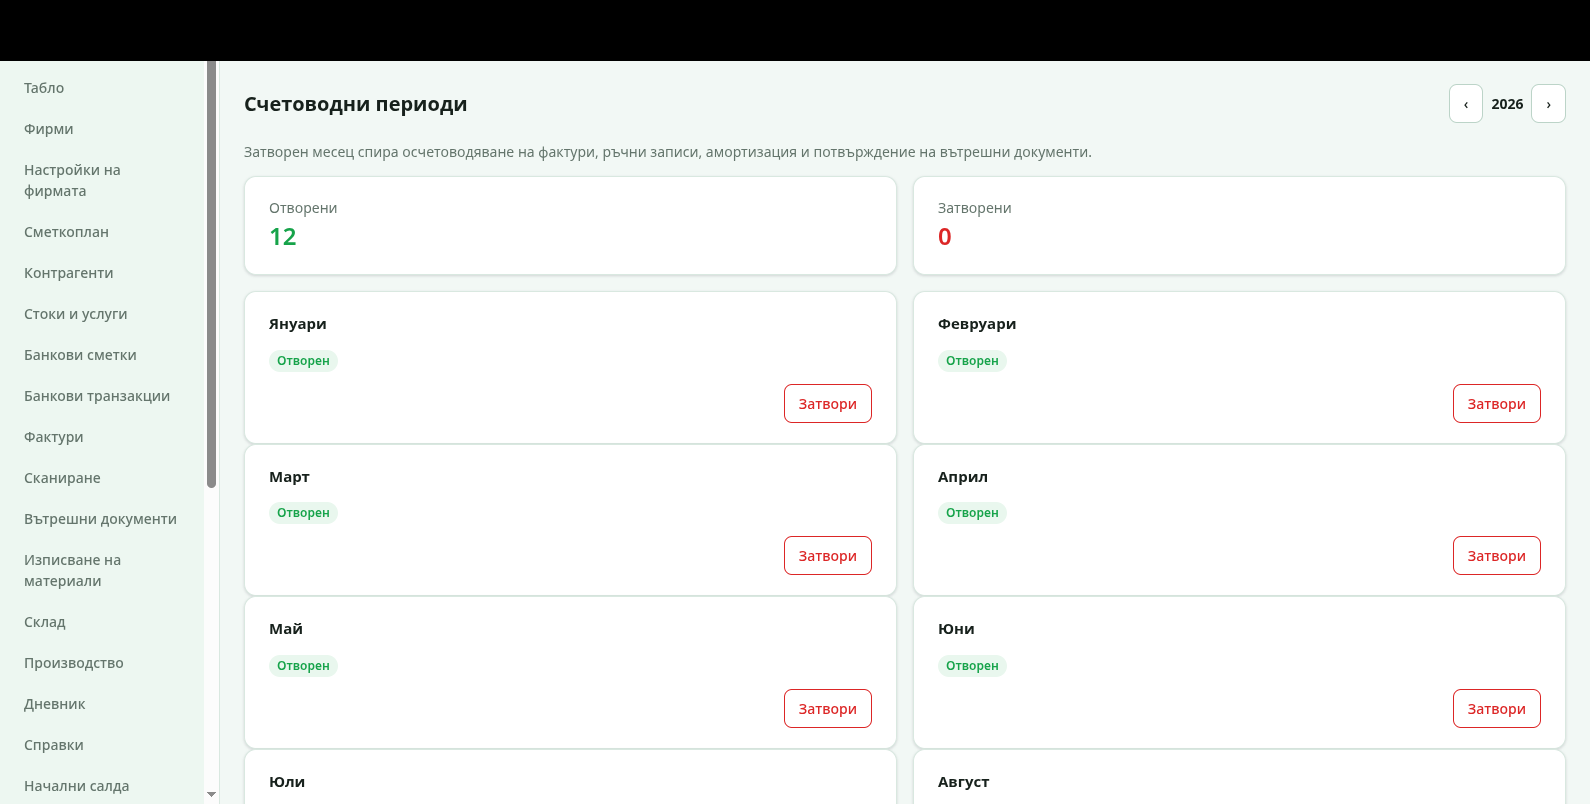 Табло
Фирми
Настройки на
фирмата
Сметкоплан
Контрагенти
Стоки и услуги
Банкови сметки
Банкови транзакции
Фактури
Сканиране
Вътрешни документи
Изписване на
материали
Склад
Производство
Дневник
Справки
Начални салда
Счетоводни периоди
‹ 2026 ›
Затворен месец спира осчетоводяване на фактури, ръчни записи, амортизация и потвърждение на вътрешни документи.
Отворени
12
Затворени
0
Януари
Отворен
Затвори
Февруари
Отворен
Затвори
Март
Отворен
Затвори
Април
Отворен
Затвори
Май
Отворен
Затвори
Юни
Отворен
Затвори
Юли
Август